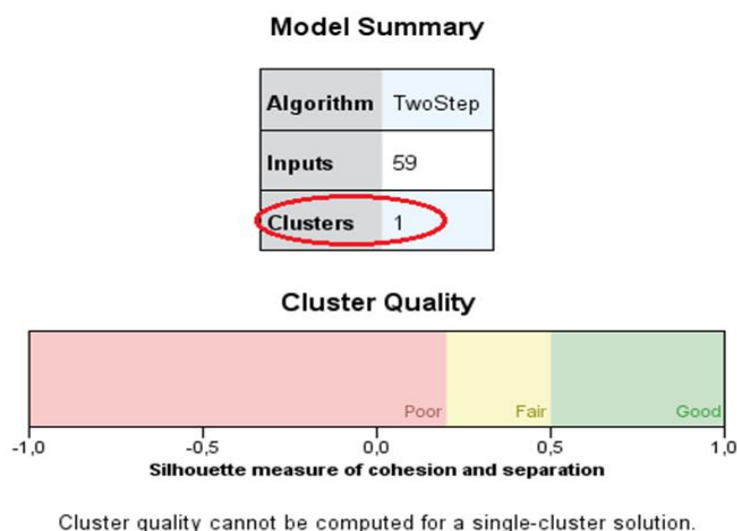 Model Summary
Algorithm TwoStep
Inputs 59
Clusters 1
Cluster Quality
Poor Fair Good
-1,0 -0,5 0,0 0,5 1,0
Silhouette measure of cohesion and separation
Cluster quality cannot be computed for a single-cluster solution.